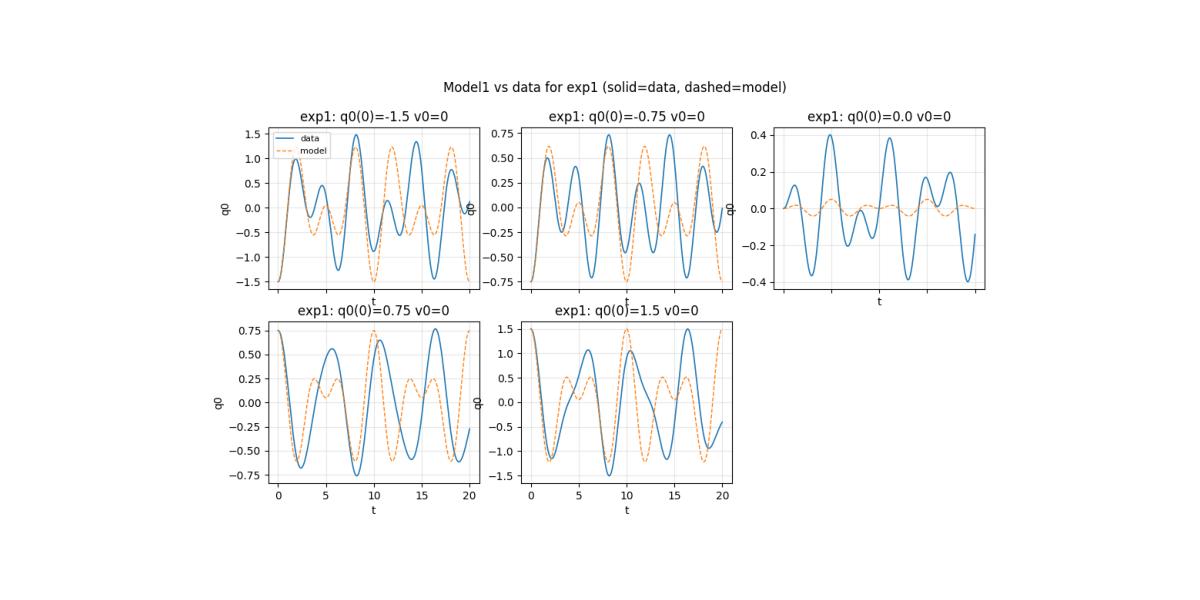 Model1 vs data for exp1 (solid=data, dashed=model)
exp1: q0(0)=-1.5 v0=0
exp1: q0(0)=-0.75 v0=0
exp1: q0(0)=0.0 v0=0
data
model
1.5
1.0
0.5
0.0
−0.5
−1.0
−1.5
q0
t
0.75
0.50
0.25
0.00
−0.25
−0.50
−0.75
q0
t
0.4
0.2
0.0
−0.2
−0.4
q0
t
exp1: q0(0)=0.75 v0=0
exp1: q0(0)=1.5 v0=0
0.75
0.50
0.25
0.00
−0.25
−0.50
−0.75
q0
0 5 10 15 20
t
1.5
1.0
0.5
0.0
−0.5
−1.0
−1.5
q0
0 5 10 15 20
t